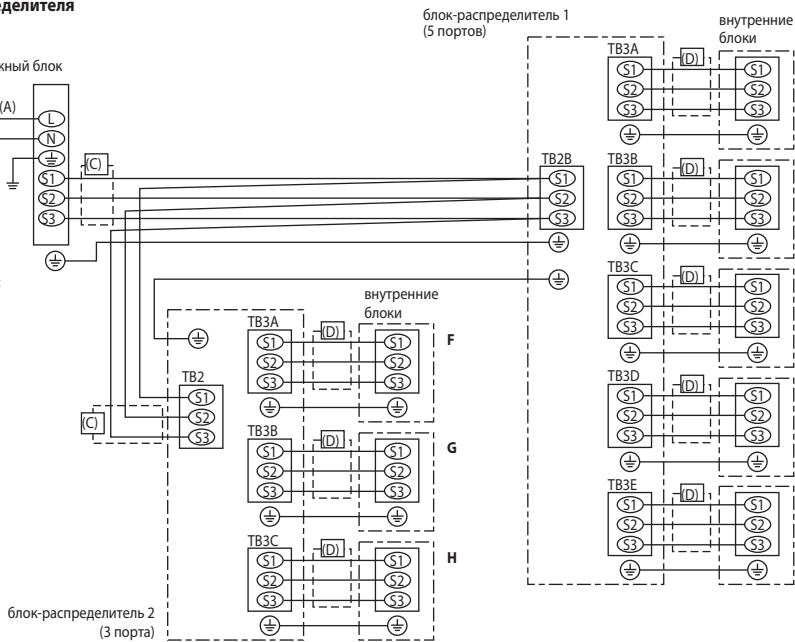 еделителя
блок-распределитель 1
(5 портов)
внутренние
блоки
жный блок
(A)
L
N
S1
S2
S3
(C)
TB2B
S1
S2
S3
TB3A
S1
S2
S3
(D)
S1
S2
S3
TB3B
S1
S2
S3
(D)
S1
S2
S3
TB3C
S1
S2
S3
(D)
S1
S2
S3
TB3D
S1
S2
S3
(D)
S1
S2
S3
TB3E
S1
S2
S3
(D)
S1
S2
S3
внутренние
блоки
TB2
S1
S2
S3
(C)
TB3A
S1
S2
S3
(D)
S1
S2
S3
F
TB3B
S1
S2
S3
(D)
S1
S2
S3
G
TB3C
S1
S2
S3
(D)
S1
S2
S3
H
блок-распределитель 2
(3 порта)